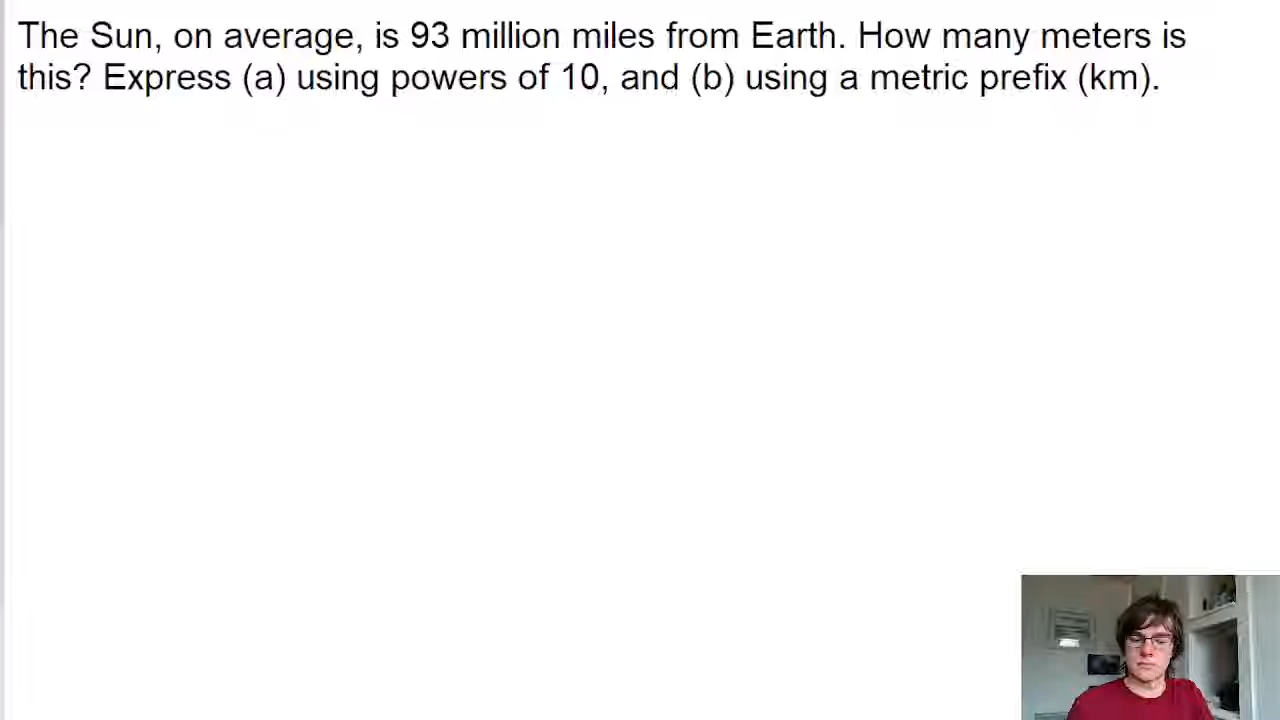 The Sun, on average, is 93 million miles from Earth. How many meters is
this? Express (a) using powers of 10, and (b) using a metric prefix (km).